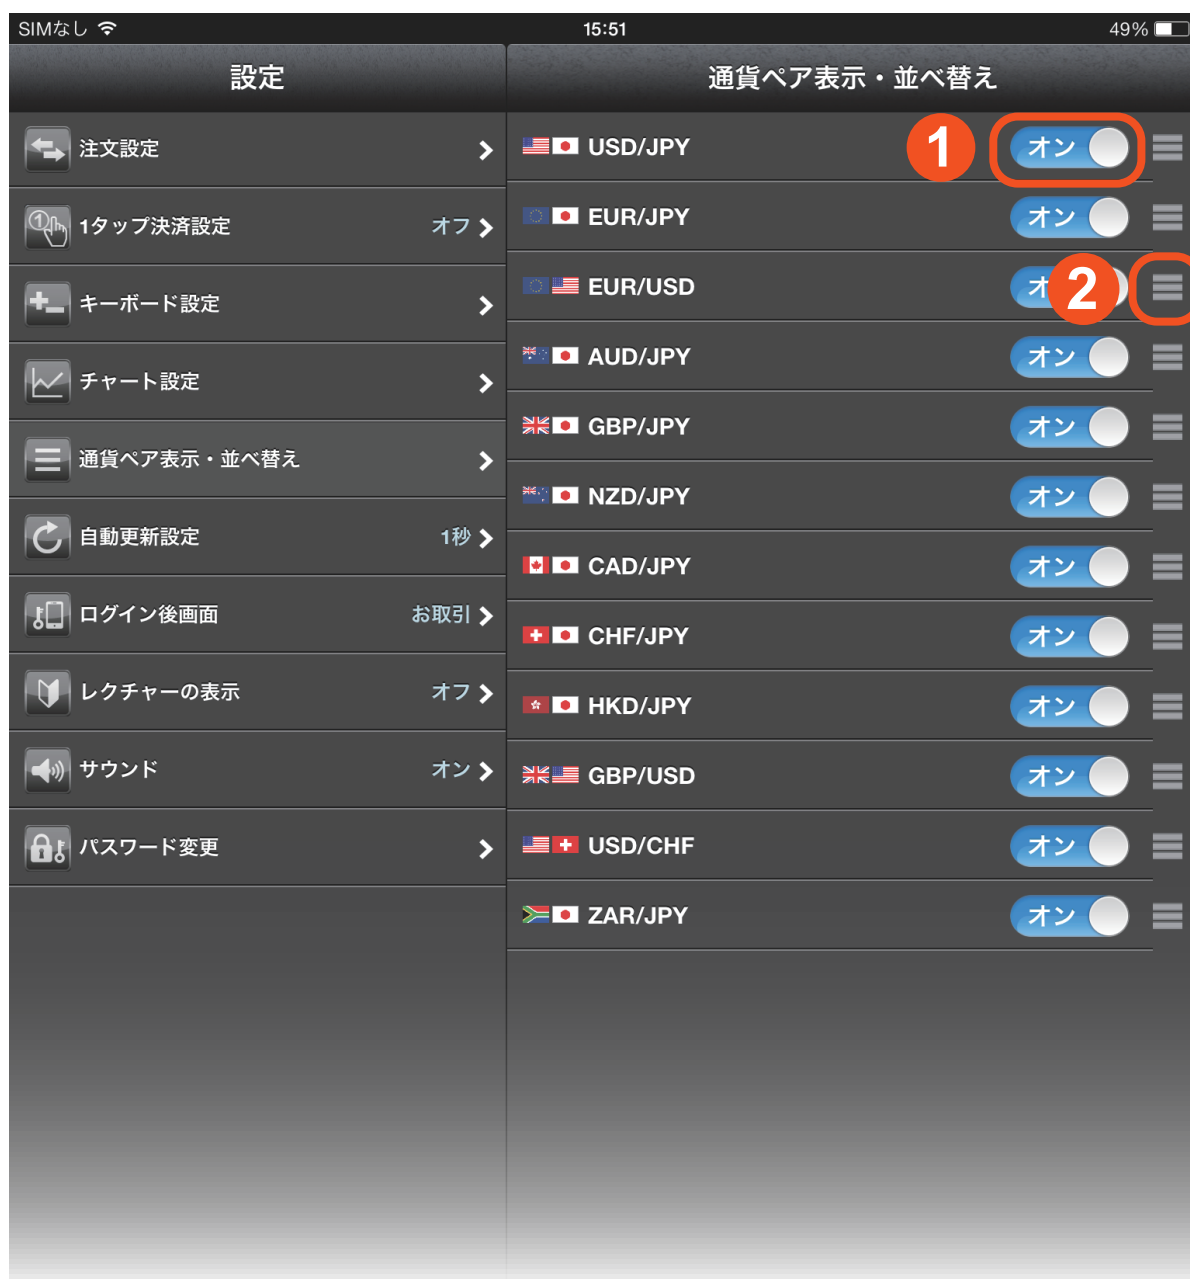 SIMなし 15:51 49%
設定
通貨ペア表示・並べ替え
注文設定
1タップ決済設定 オフ
キーボード設定
チャート設定
通貨ペア表示・並べ替え
自動更新設定 1秒
ログイン後画面 お取引
レクチャーの表示 オフ
サウンド オン
パスワード変更
USD/JPY 1 オン
EUR/JPY オン
EUR/USD オ 2
AUD/JPY オン
GBP/JPY オン
NZD/JPY オン
CAD/JPY オン
CHF/JPY オン
HKD/JPY オン
GBP/USD オン
USD/CHF オン
ZAR/JPY オン